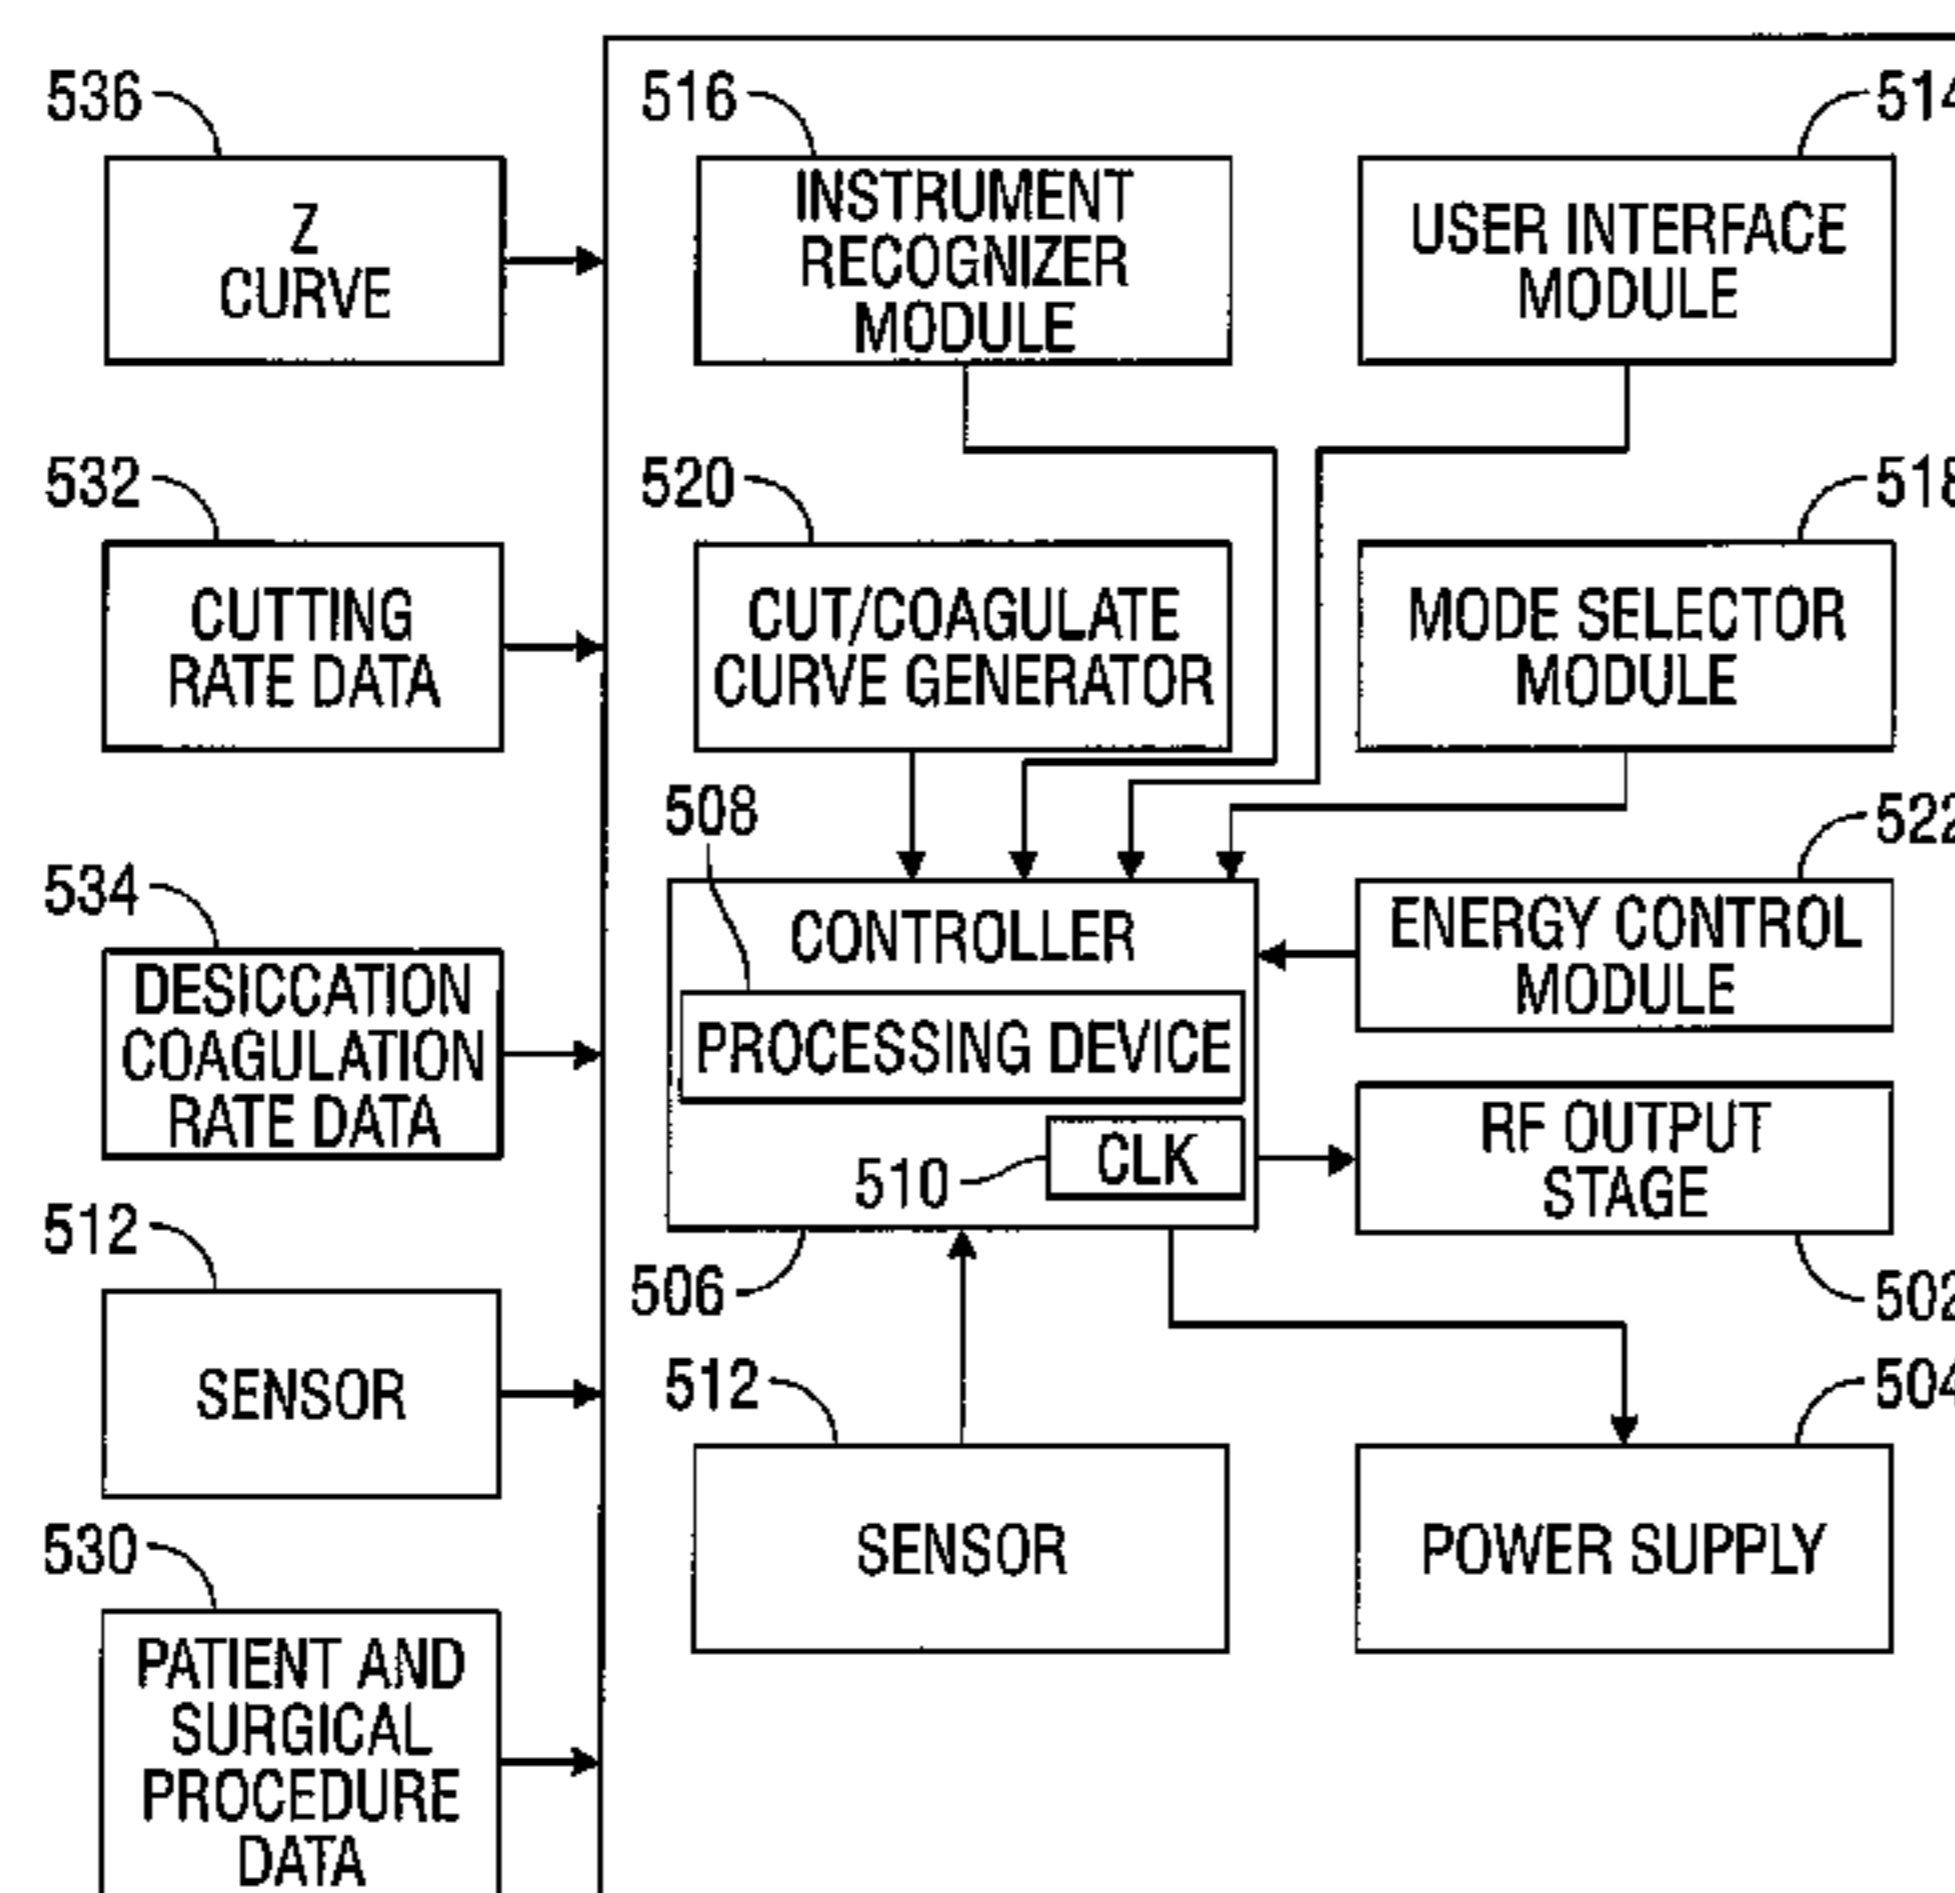 536
Z
CURVE
532
CUTTING
RATE DATA
534
DESICCATION
COAGULATION
RATE DATA
512
SENSOR
530
PATIENT AND
SURGICAL
PROCEDURE
DATA
516
INSTRUMENT
RECOGNIZER
MODULE
514
USER INTERFACE
MODULE
520
CUT/COAGULATE
CURVE GENERATOR
518
MODE SELECTOR
MODULE
508
CONTROLLER
PROCESSING DEVICE
510
CLK
506
522
ENERGY CONTROL
MODULE
RF OUTPUT
STAGE
502
512
SENSOR
504
POWER SUPPLY